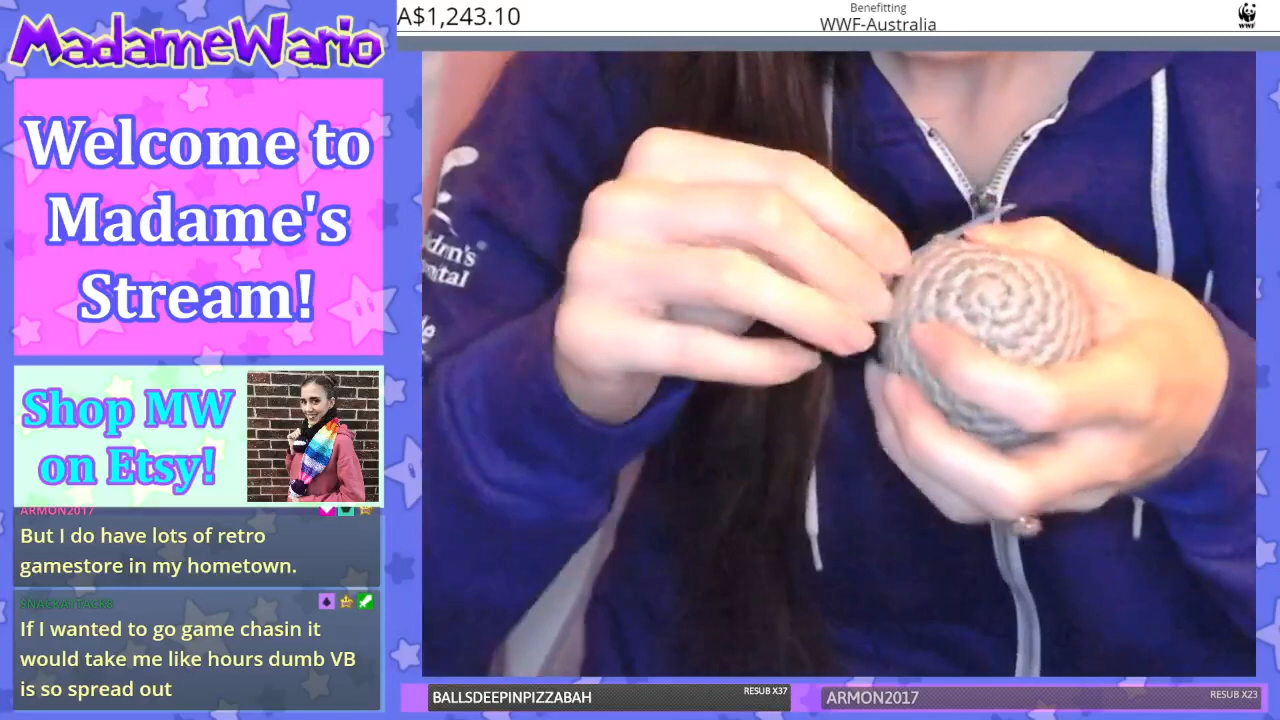 MadameWario
A$1,243.10
Benefitting
WWF-Australia
WWF
Welcome to
Madame's
Stream!
Shop MW
on Etsy!
ARMON2017
But I do have lots of retro
gamestore in my hometown.
SNACKATTACK8
If I wanted to go game chasin it
would take me like hours dumb VB
is so spread out
BALLSDEEPINPIZZABAH
RESUB X37
ARMON2017
RESUB X23